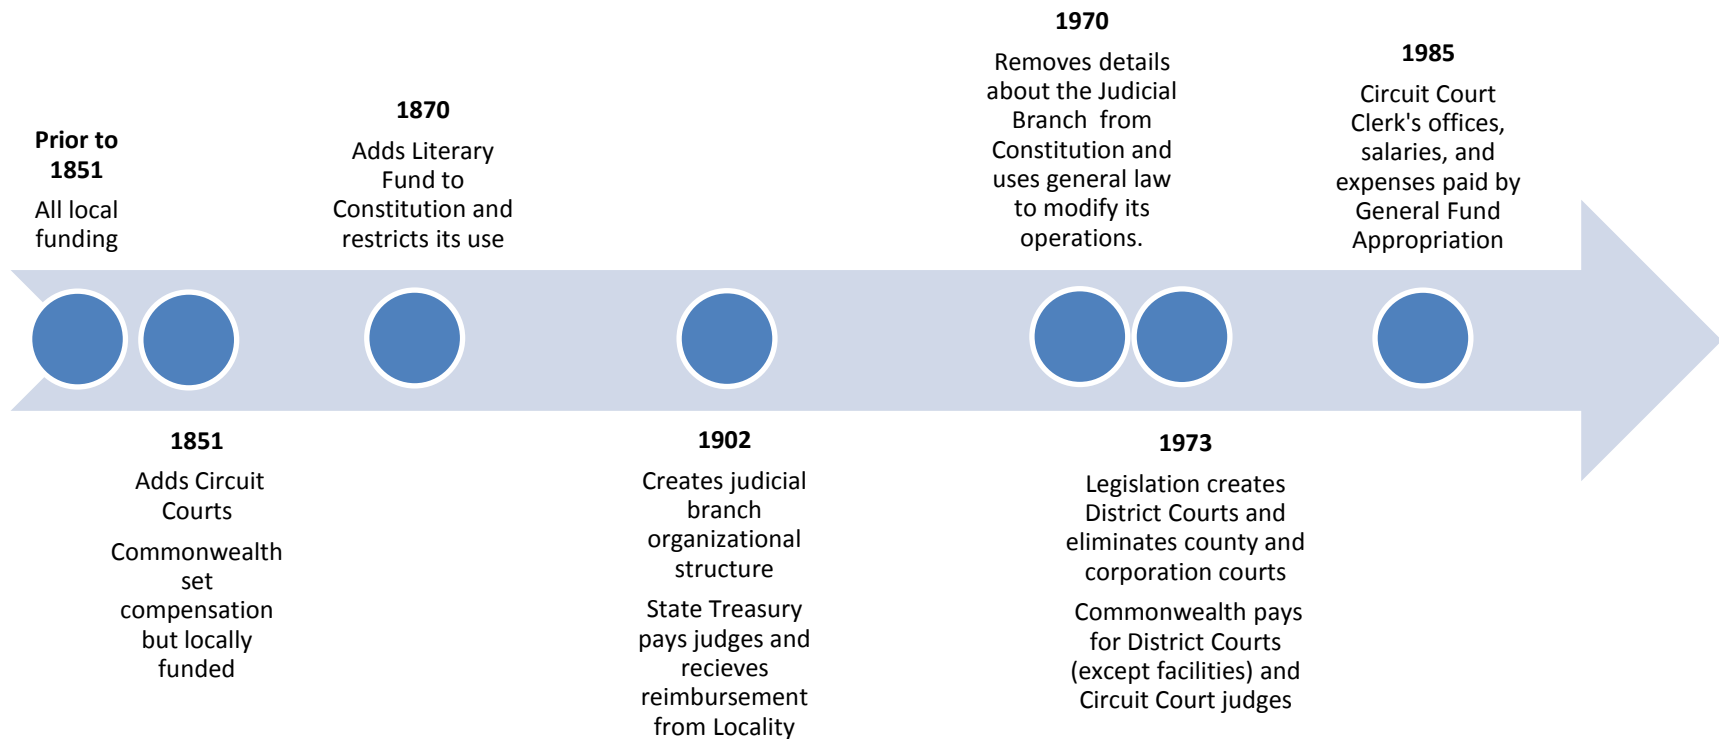 Prior to
1851
All local
funding
1851
Adds Circuit
Courts
Commonwealth
set
compensation
but locally
funded
1870
Adds Literary
Fund to
Constitution and
restricts its use
1902
Creates judicial
branch
organizational
structure
State Treasury
pays judges and
recieves
reimbursement
from Locality
1970
Removes details
about the Judicial
Branch from
Constitution and
uses general law
to modify its
operations.
1973
Legislation creates
District Courts and
eliminates county and
corporation courts
Commonwealth pays
for District Courts
(except facilities) and
Circuit Court judges
1985
Circuit Court
Clerk's offices,
salaries, and
expenses paid by
General Fund
Appropriation